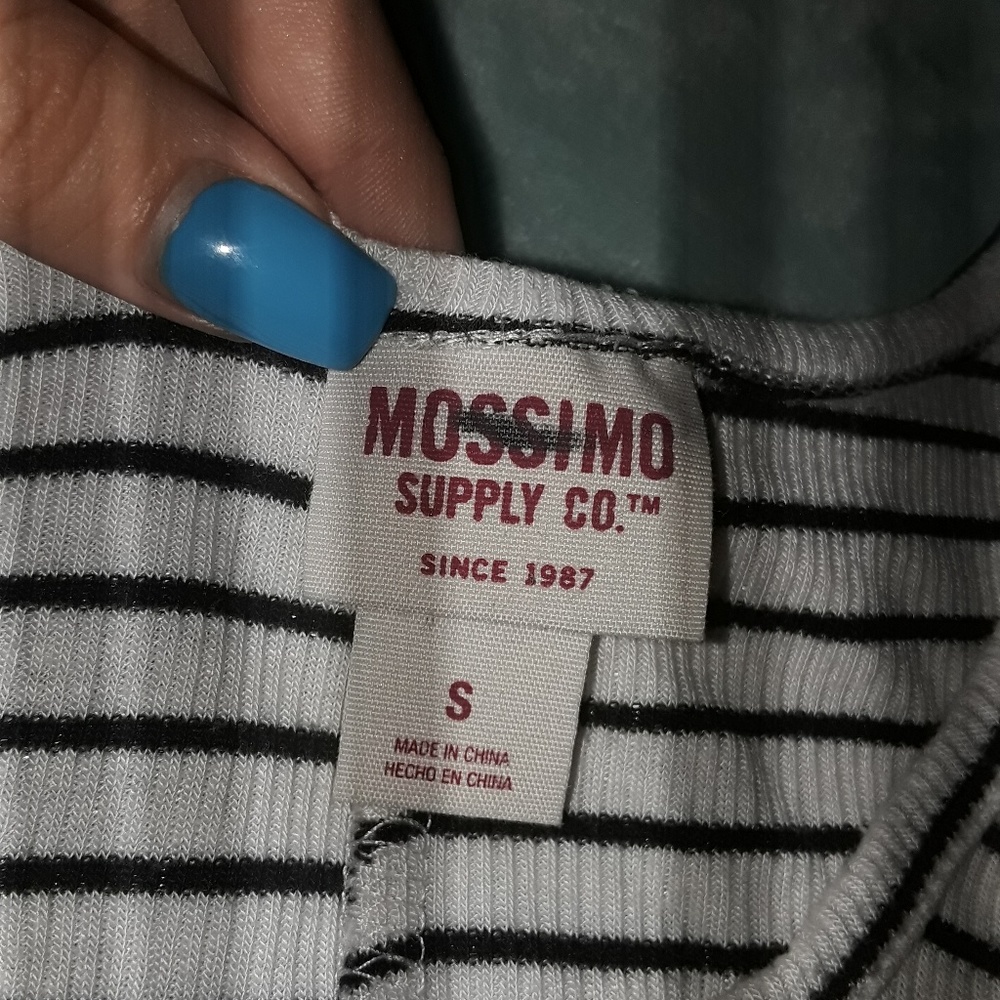 MOSSIMO
SUPPLY CO.™
SINCE 1987
S
MADE IN CHINA
HECHO EN CHINA